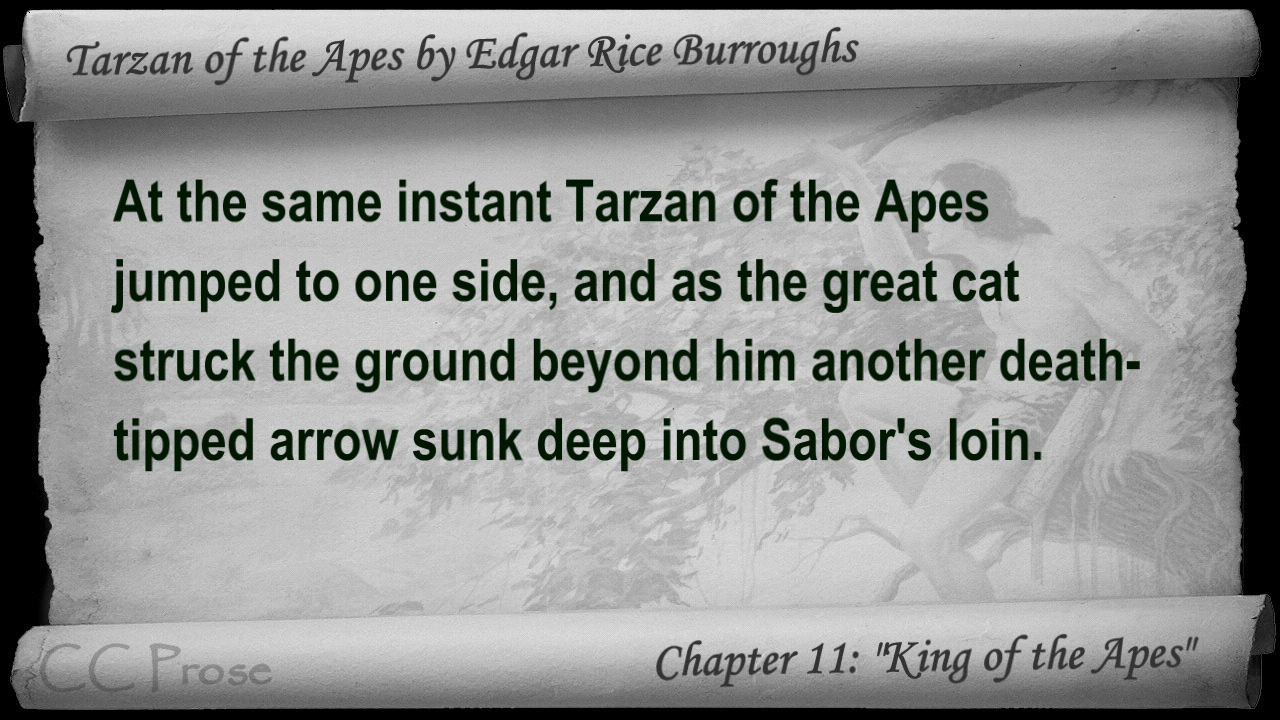 Tarzan of the Apes by Edgar Rice Burroughs
At the same instant Tarzan of the Apes
jumped to one side, and as the great cat
struck the ground beyond him another death-
tipped arrow sunk deep into Sabor's loin.
CC Prose
Chapter 11: "King of the Apes"